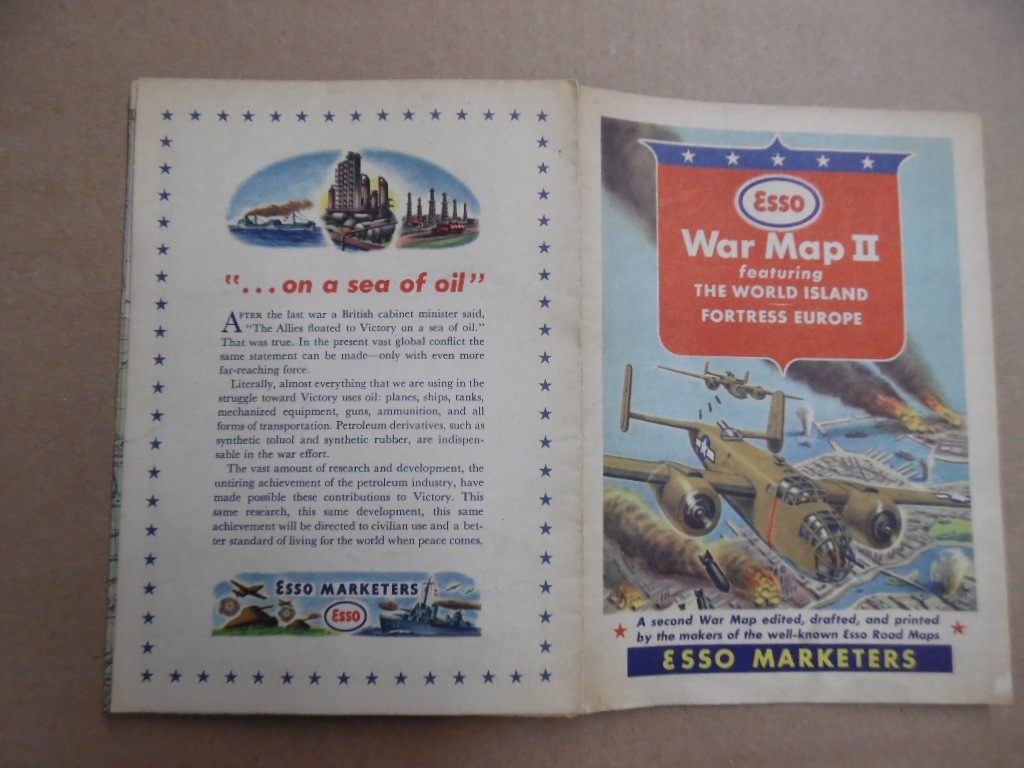 "...on a sea of oil"
AFTER the last war a British cabinet minister said,
"The Allies floated to Victory on a sea of oil."
That was true. In the present vast global conflict the
same statement can be made—only with even more
far-reaching force.
Literally, almost everything that we are using in the
struggle toward Victory uses oil: planes, ships, tanks,
mechanized equipment, guns, ammunition, and all
forms of transportation. Petroleum derivatives, such as
synthetic toluol and synthetic rubber, are indispen-
sable in the war effort.
The vast amount of research and development, the
untiring achievement of the petroleum industry, have
made possible these contributions to Victory. This
same research, this same development, this same
achievement will be directed to civilian use and a bet-
ter standard of living for the world when peace comes.
ESSO MARKETERS
Esso
Esso
War Map II
featuring
THE WORLD ISLAND
FORTRESS EUROPE
A second War Map edited, drafted, and printed
by the makers of the well-known Esso Road Maps
ESSO MARKETERS